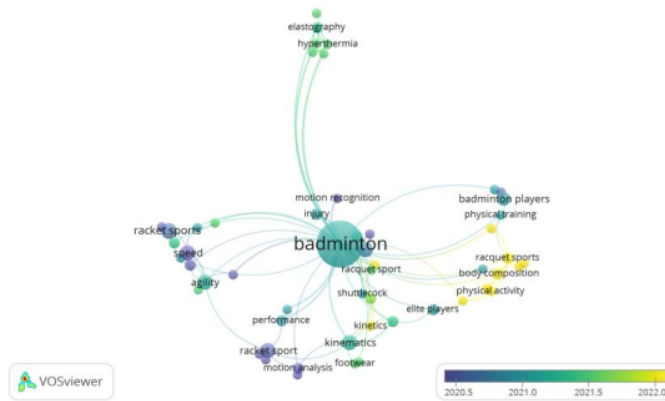 elastography
hyperthermia
motion recognition
badminton players
injury
physical training
racket sports
badminton
speed
racquet sports
racquet sport
body composition
agility
shuttlecock
physical activity
elite players
performance
kinetics
kinematics
racket sport
motion analysis
footwear
VOSviewer
2020.5 2021.0 2021.5 2022.0